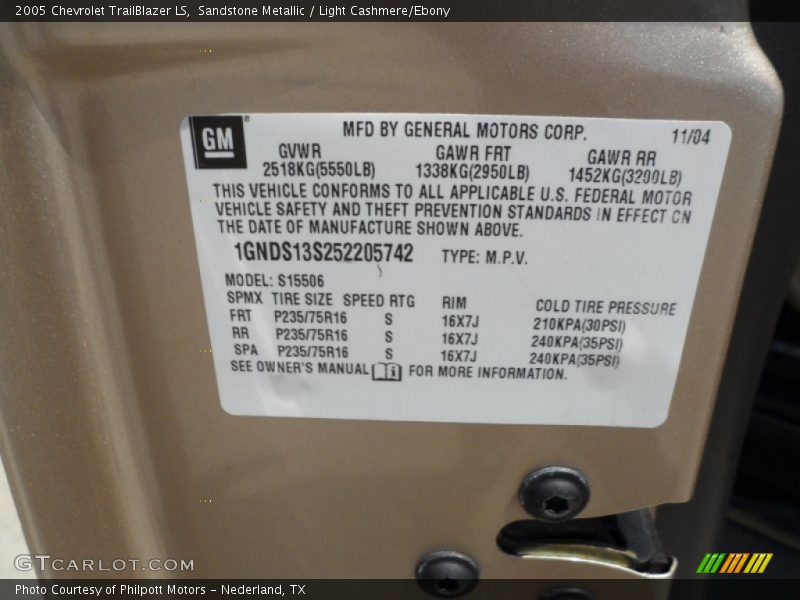 2005 Chevrolet TrailBlazer LS, Sandstone Metallic / Light Cashmere/Ebony
GM
MFD BY GENERAL MOTORS CORP. 11/04
GVWR GAWR FRT GAWR RR
2518KG(5550LB) 1338KG(2950LB) 1452KG(3200LB)
THIS VEHICLE CONFORMS TO ALL APPLICABLE U.S. FEDERAL MOTOR
VEHICLE SAFETY AND THEFT PREVENTION STANDARDS IN EFFECT ON
THE DATE OF MANUFACTURE SHOWN ABOVE.
1GNDS13S252205742 TYPE: M.P.V.
MODEL: S15506
SPMX TIRE SIZE SPEED RTG RIM COLD TIRE PRESSURE
FRT P235/75R16 S 16X7J 210KPA(30PSI)
RR P235/75R16 S 16X7J 240KPA(35PSI)
SPA P235/75R16 S 16X7J 240KPA(35PSI)
SEE OWNER'S MANUAL FOR MORE INFORMATION.
GTCARLOT.COM
Photo Courtesy of Philpott Motors - Nederland, TX